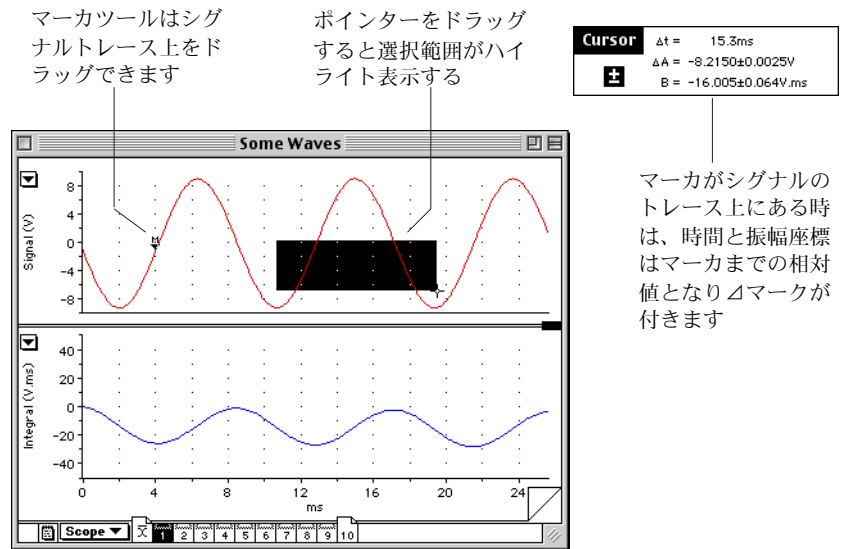 マーカツールはシグ
ナルトレース上をド
ラッグできます
ポインターをドラッグ
すると選択範囲がハイ
ライト表示する
Cursor
Δt = 15.3ms
ΔA = -8.2150±0.0025V
±
B = -16.005±0.064V.ms
マーカがシグナルの
トレース上にある時
は、時間と振幅座標
はマーカまでの相対
値となり⊿マークが
付きます
Some Waves
Signal (V)
8
4
0
-4
-8
M
Integral (V.ms)
40
20
0
-20
-40
0 4 8 12 16 20 24
ms
Scope
x̄ 1 2 3 4 5 6 7 8 9 10